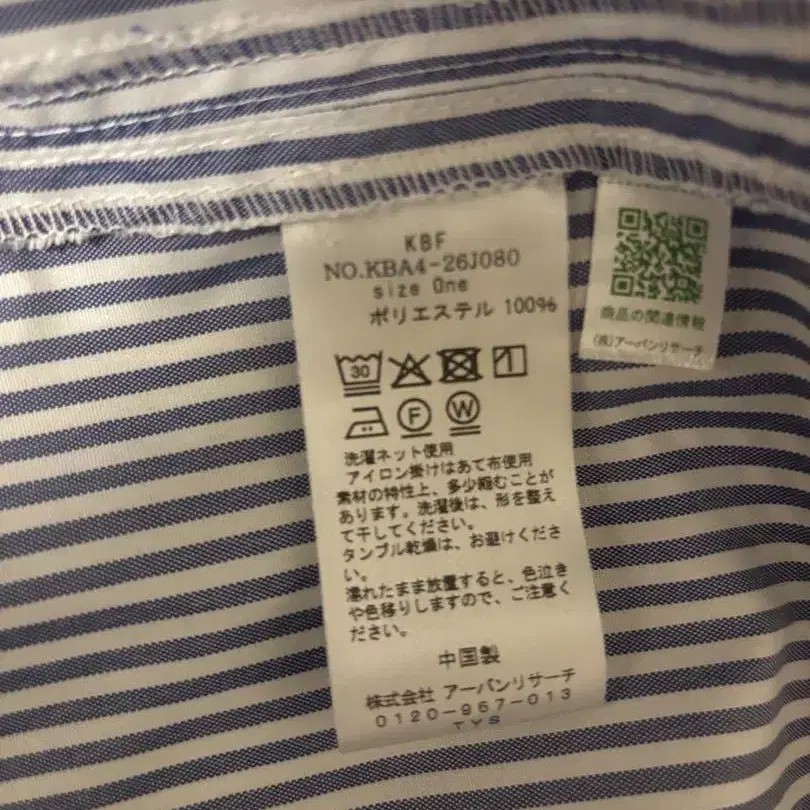 KBF
NO.KBA4-26J080
size One
ポリエステル 100%
30
F W
洗濯ネット使用
アイロン掛けはあて布使用
素材の特性上、多少縮むことが
あります。洗濯後は、形を整え
て干してください。
タンブル乾燥は、お避けくださ
い。
濡れたまま放置すると、色泣き
や色移りしますので、ご注意く
ださい。
中国製
株式会社 アーバンリサーチ
0120-967-013
TYS
商品の関連情報
(株)アーバンリサーチ